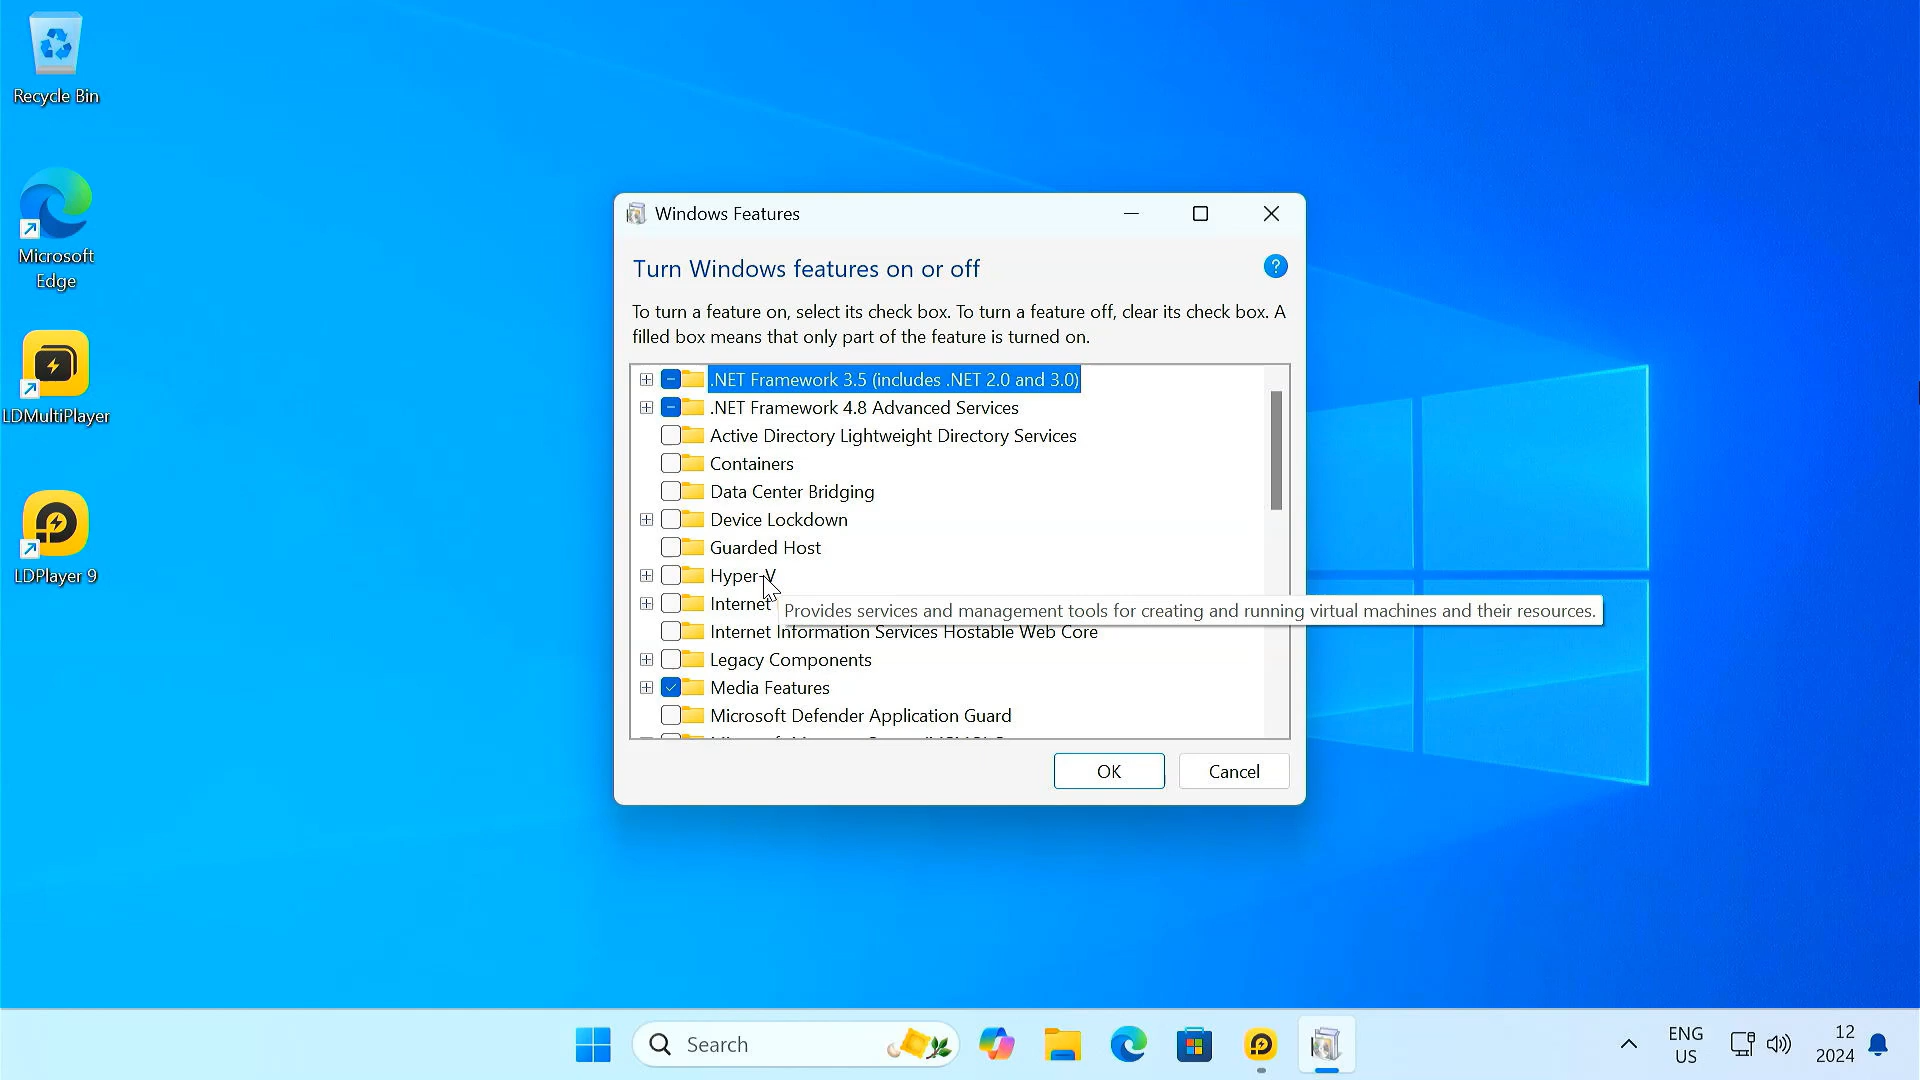 Recycle Bin
Microsoft
Edge
LDMultiPlayer
LDPlayer 9
Windows Features
Turn Windows features on or off
?
To turn a feature on, select its check box. To turn a feature off, clear its check box. A
filled box means that only part of the feature is turned on.
.NET Framework 3.5 (includes .NET 2.0 and 3.0)
.NET Framework 4.8 Advanced Services
Active Directory Lightweight Directory Services
Containers
Data Center Bridging
Device Lockdown
Guarded Host
Hyper-V
Internet
Provides services and management tools for creating and running virtual machines and their resources.
Internet Information Services Hostable Web Core
Legacy Components
Media Features
Microsoft Defender Application Guard
OK
Cancel
Search
ENG
US
12
2024